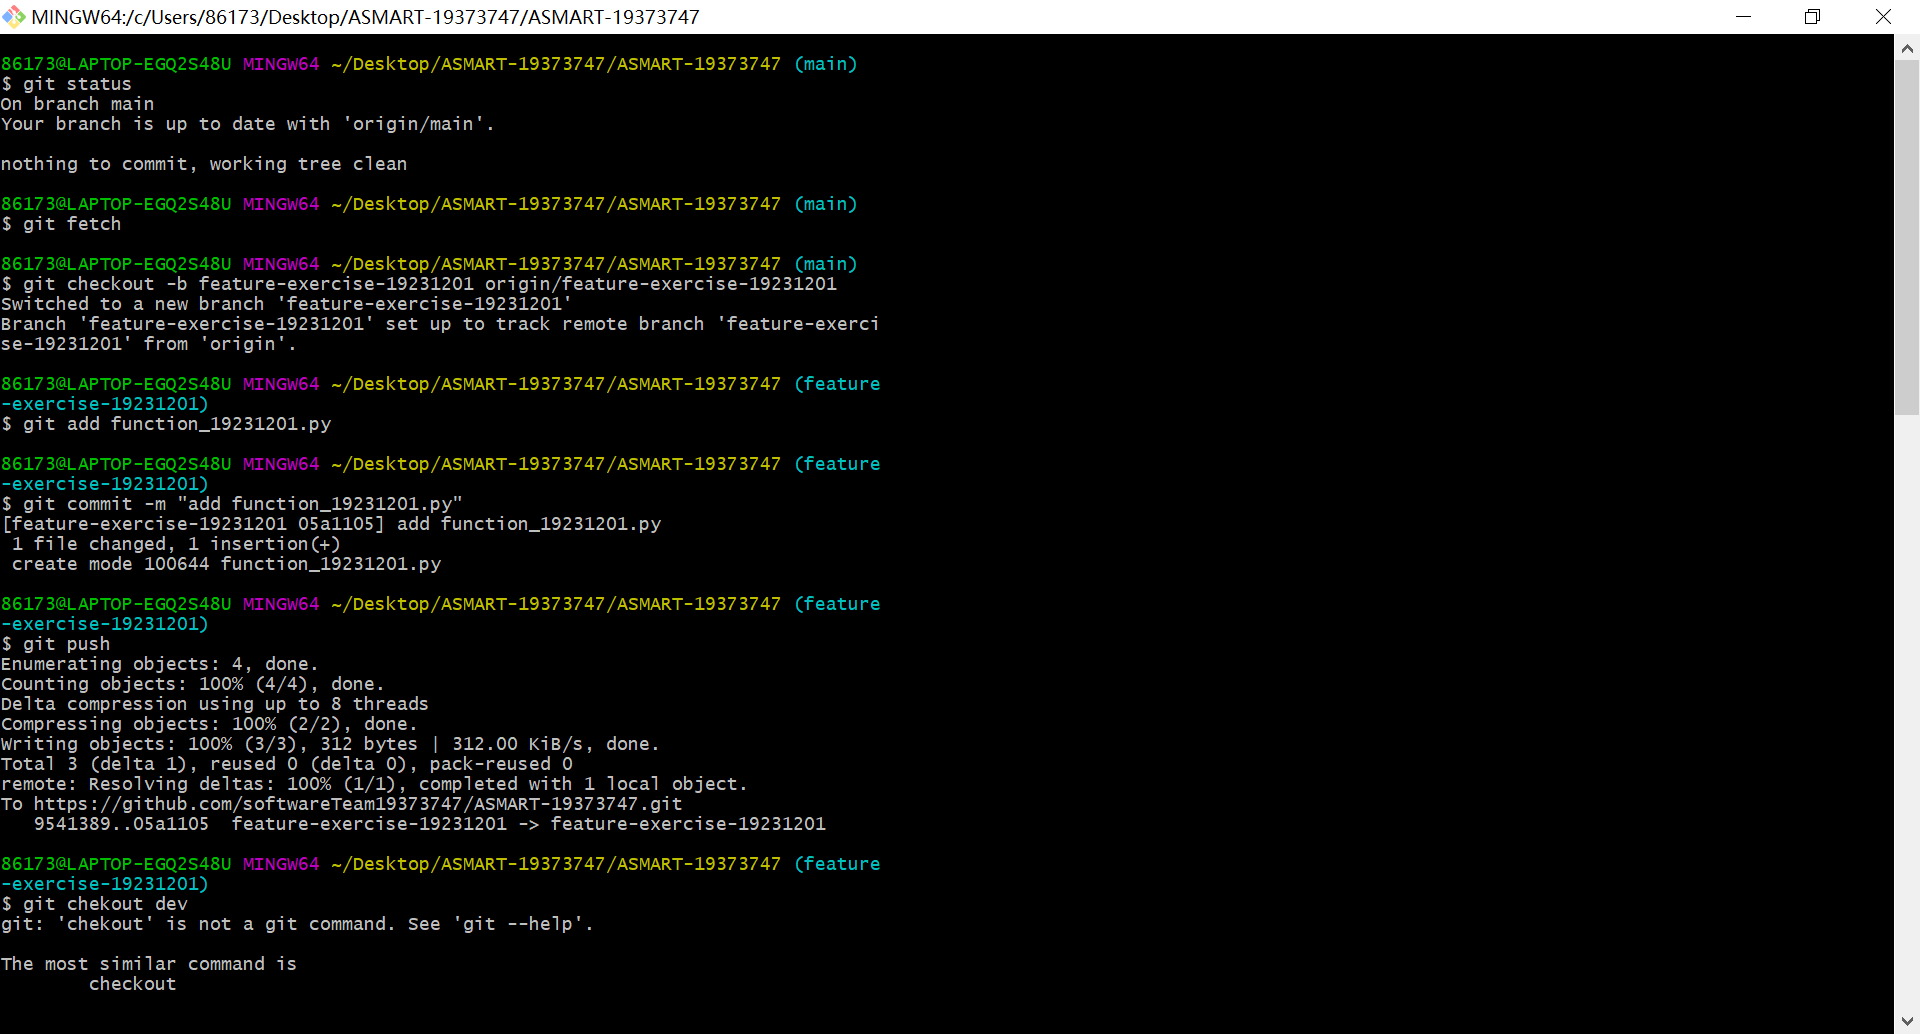 MINGW64:/c/Users/86173/Desktop/ASMART-19373747/ASMART-19373747
86173@LAPTOP-EGQ2S48U MINGW64 ~/Desktop/ASMART-19373747/ASMART-19373747 (main)
$ git status
On branch main
Your branch is up to date with 'origin/main'.
nothing to commit, working tree clean
86173@LAPTOP-EGQ2S48U MINGW64 ~/Desktop/ASMART-19373747/ASMART-19373747 (main)
$ git fetch
86173@LAPTOP-EGQ2S48U MINGW64 ~/Desktop/ASMART-19373747/ASMART-19373747 (main)
$ git checkout -b feature-exercise-19231201 origin/feature-exercise-19231201
Switched to a new branch 'feature-exercise-19231201'
Branch 'feature-exercise-19231201' set up to track remote branch 'feature-exerci
se-19231201' from 'origin'.
86173@LAPTOP-EGQ2S48U MINGW64 ~/Desktop/ASMART-19373747/ASMART-19373747 (feature
-exercise-19231201)
$ git add function_19231201.py
86173@LAPTOP-EGQ2S48U MINGW64 ~/Desktop/ASMART-19373747/ASMART-19373747 (feature
-exercise-19231201)
$ git commit -m "add function_19231201.py"
[feature-exercise-19231201 05a1105] add function_19231201.py
 1 file changed, 1 insertion(+)
 create mode 100644 function_19231201.py
86173@LAPTOP-EGQ2S48U MINGW64 ~/Desktop/ASMART-19373747/ASMART-19373747 (feature
-exercise-19231201)
$ git push
Enumerating objects: 4, done.
Counting objects: 100% (4/4), done.
Delta compression using up to 8 threads
Compressing objects: 100% (2/2), done.
Writing objects: 100% (3/3), 312 bytes | 312.00 KiB/s, done.
Total 3 (delta 1), reused 0 (delta 0), pack-reused 0
remote: Resolving deltas: 100% (1/1), completed with 1 local object.
To https://github.com/softwareTeam19373747/ASMART-19373747.git
   9541389..05a1105  feature-exercise-19231201 -> feature-exercise-19231201
86173@LAPTOP-EGQ2S48U MINGW64 ~/Desktop/ASMART-19373747/ASMART-19373747 (feature
-exercise-19231201)
$ git chekout dev
git: 'chekout' is not a git command. See 'git --help'.
The most similar command is
        checkout